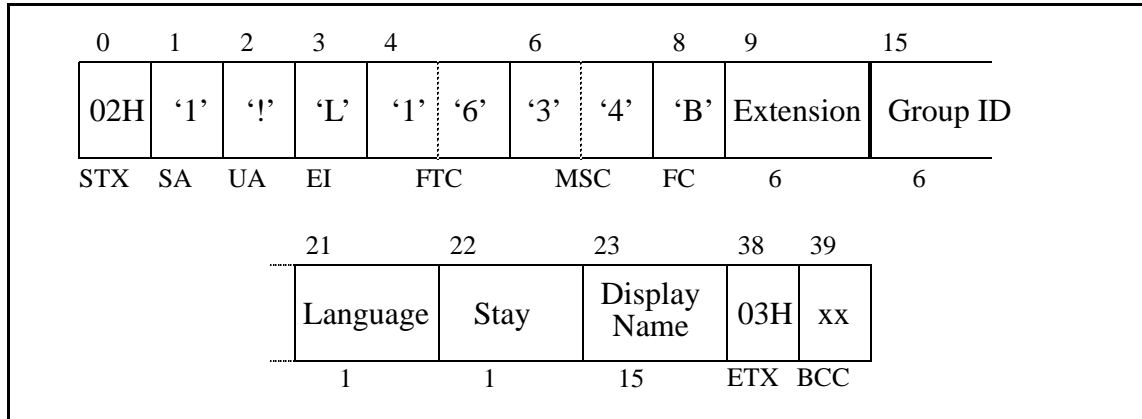 0 1 2 3 4 6 8 9 15
02H ‘1’ ‘!’ ‘L’ ‘1’ ‘6’ ‘3’ ‘4’ ‘B’ Extension Group ID
STX SA UA EI FTC MSC FC 6 6
21 22 23 38 39
Language Stay Display Name 03H xx
1 1 15 ETX BCC